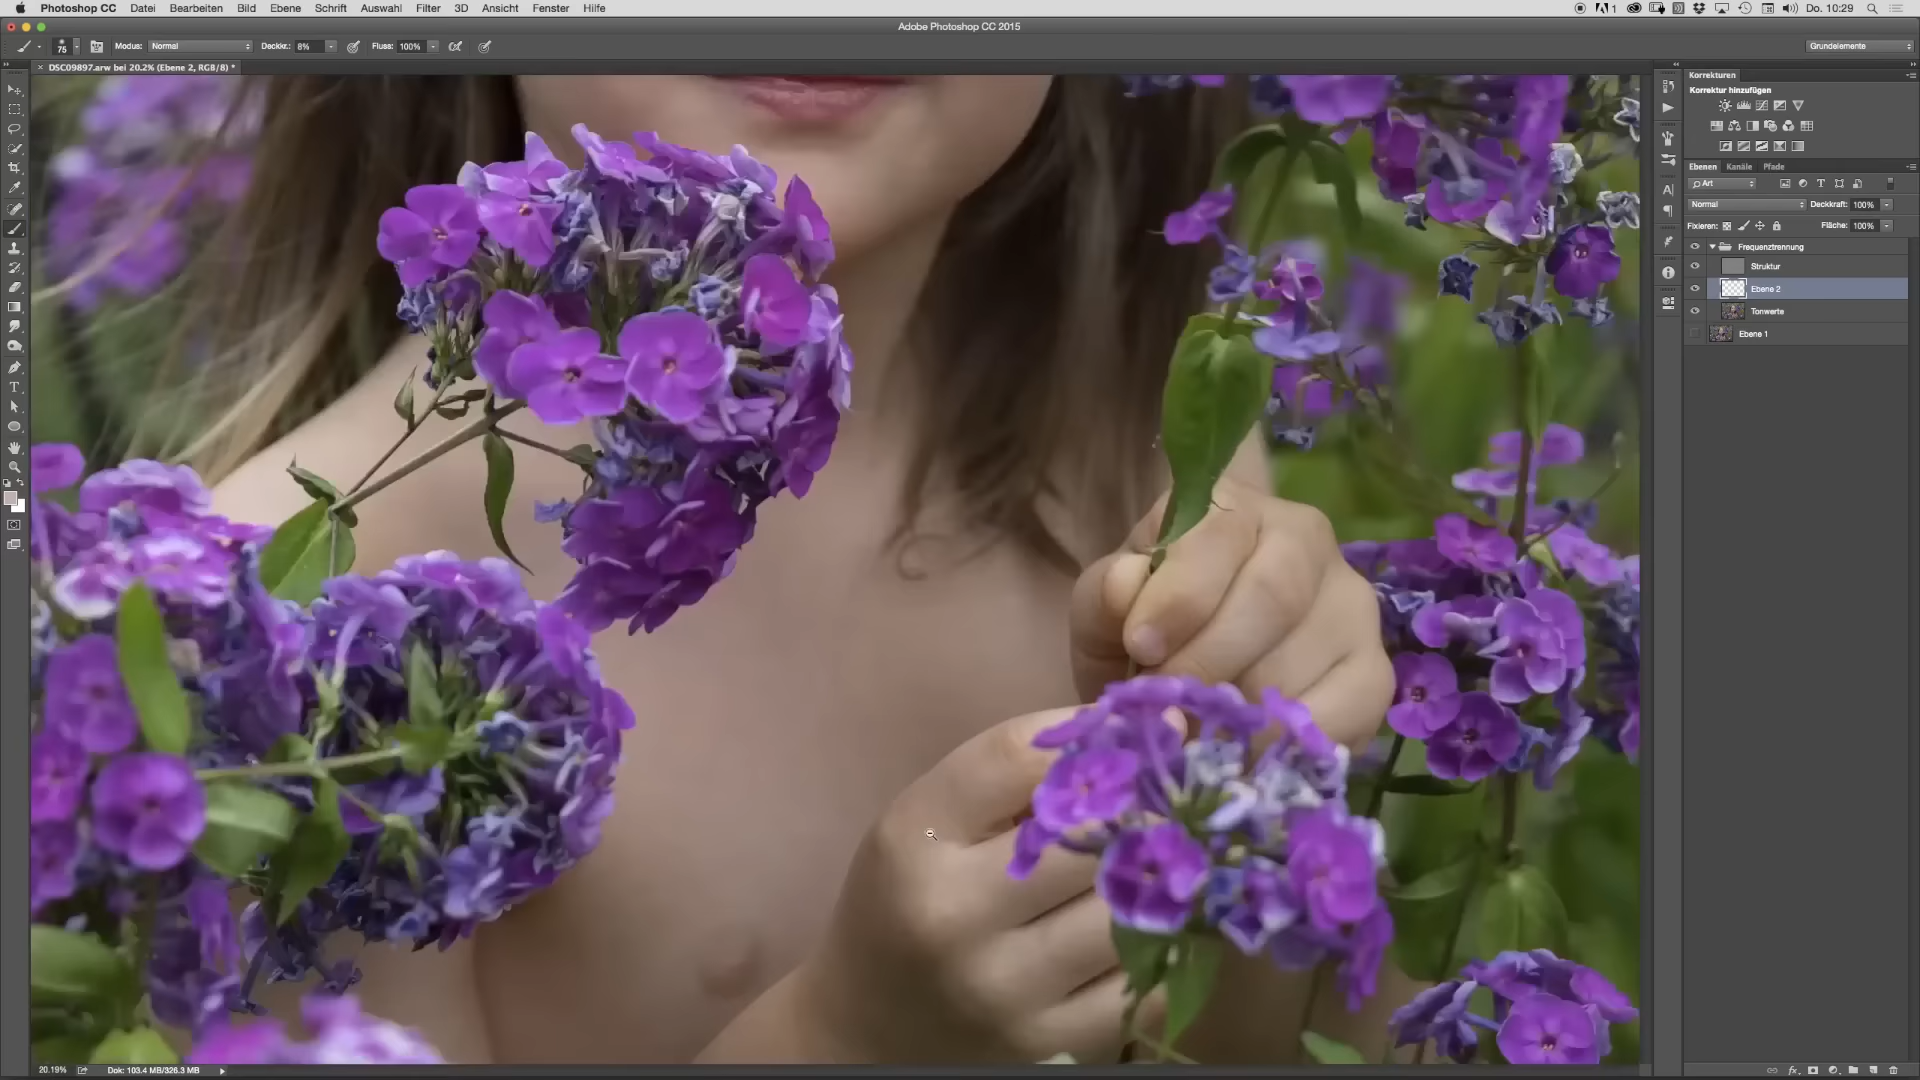 Photoshop CC Datei Bearbeiten Bild Ebene Schrift Auswahl Filter 3D Ansicht Fenster Hilfe
1 Do. 10:29
Adobe Photoshop CC 2015
75 Modus: Normal Deckkr.: 8% Fluss: 100% Grundelemente
DSC09897.arw bei 20.2% (Ebene 2, RGB/8) *
Korrekturen
Korrektur hinzufügen
Ebenen Kanäle Pfade
Art
Normal Deckkraft: 100%
Fixieren: Fläche: 100%
Frequenztrennung
Struktur
Ebene 2
Tonwerte
Ebene 1
20.19% Dok: 103.4 MB/326.3 MB